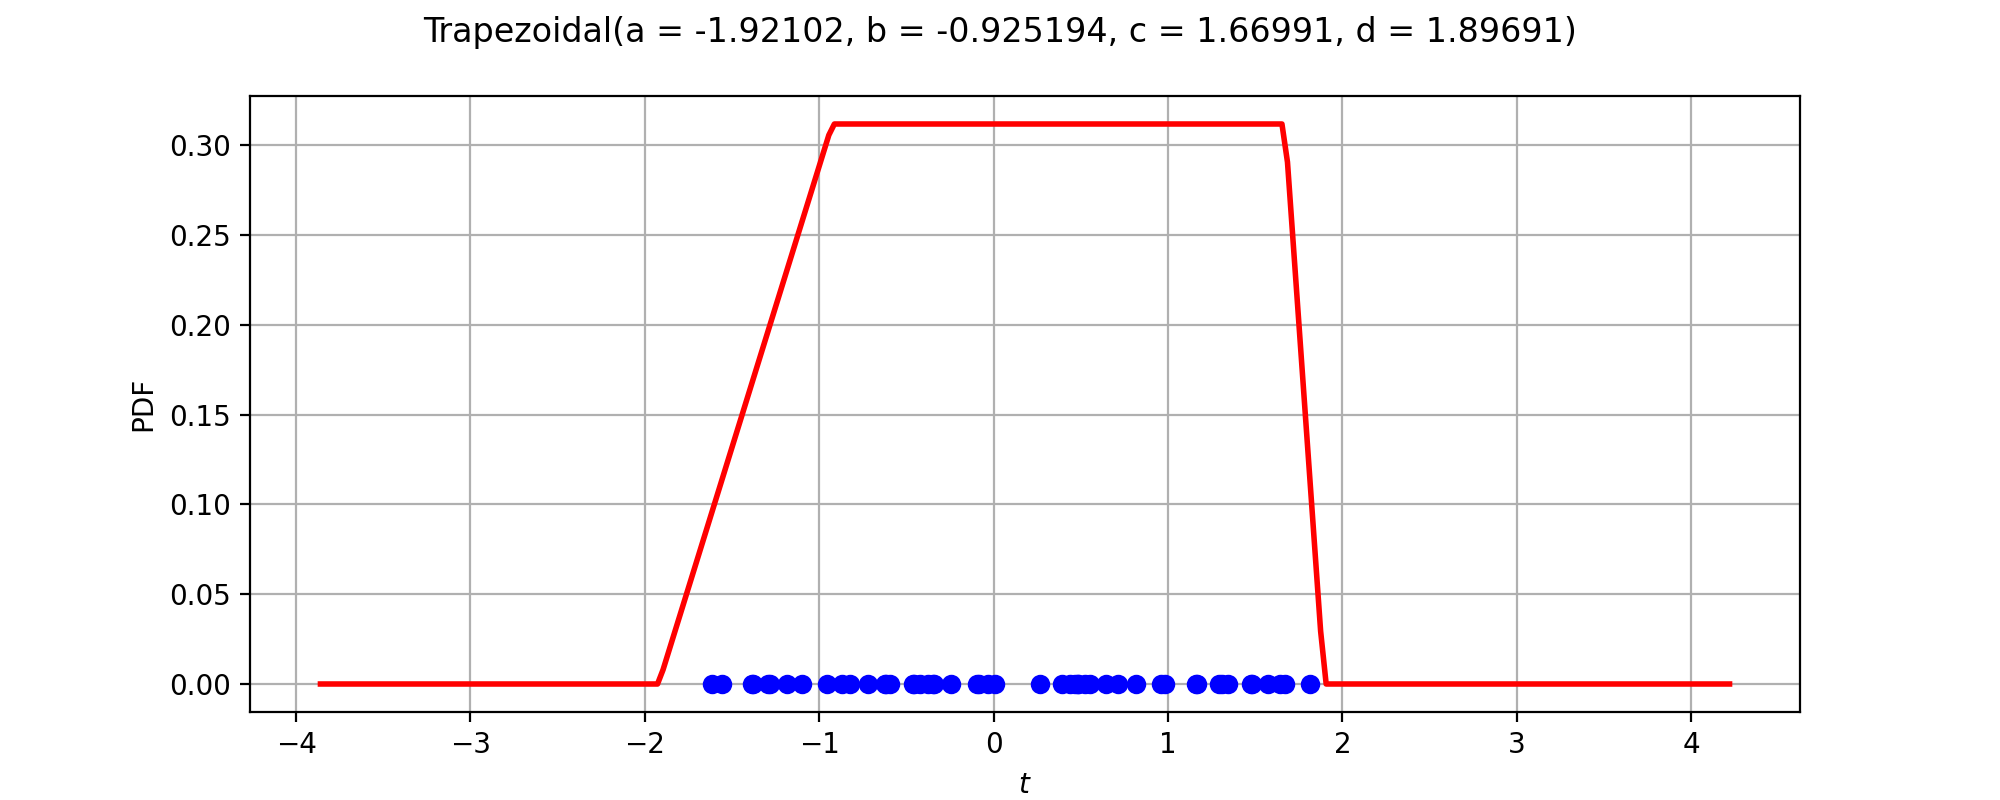 Trapezoidal(a = -1.92102, b = -0.925194, c = 1.66991, d = 1.89691)
0.30
0.25
0.20
0.15
0.10
0.05
0.00
PDF
−4 −3 −2 −1 0 1 2 3 4
t